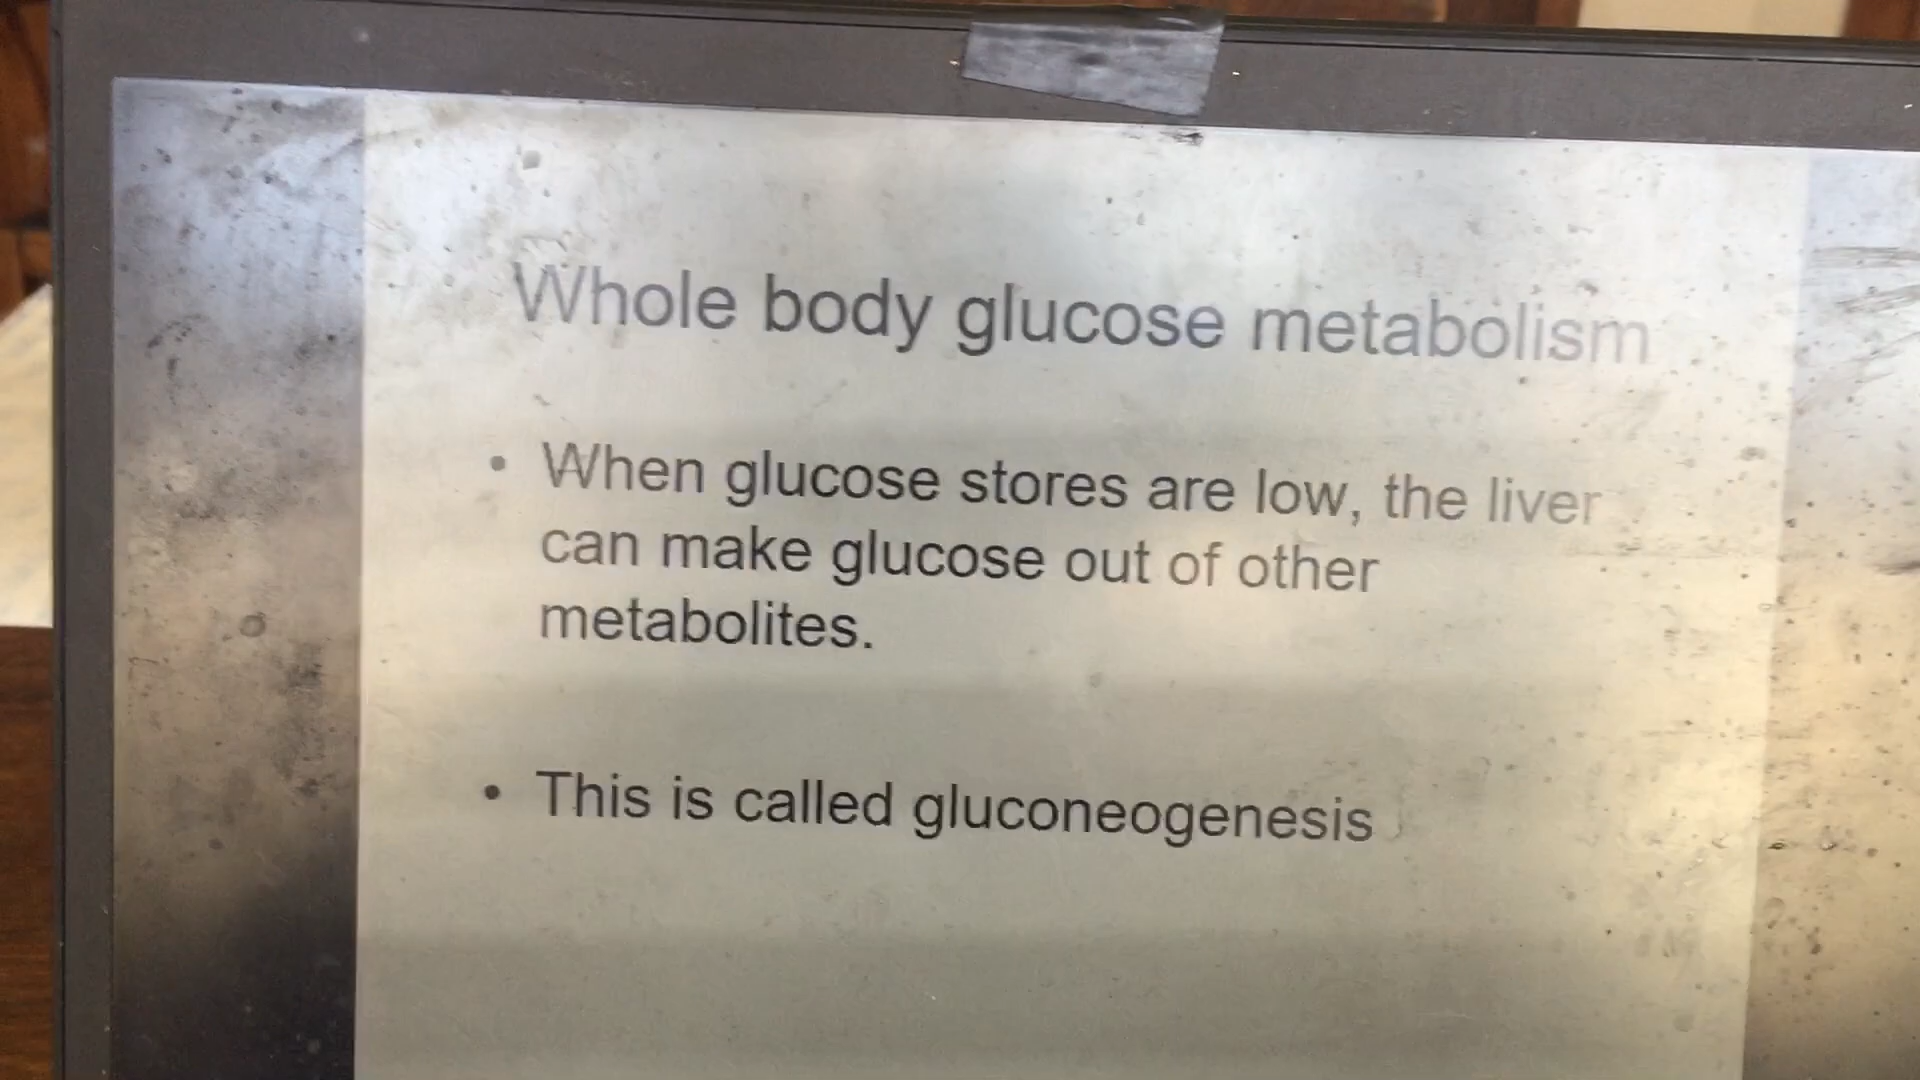 Whole body glucose metabolism
• When glucose stores are low, the liver
can make glucose out of other
metabolites.
• This is called gluconeogenesis